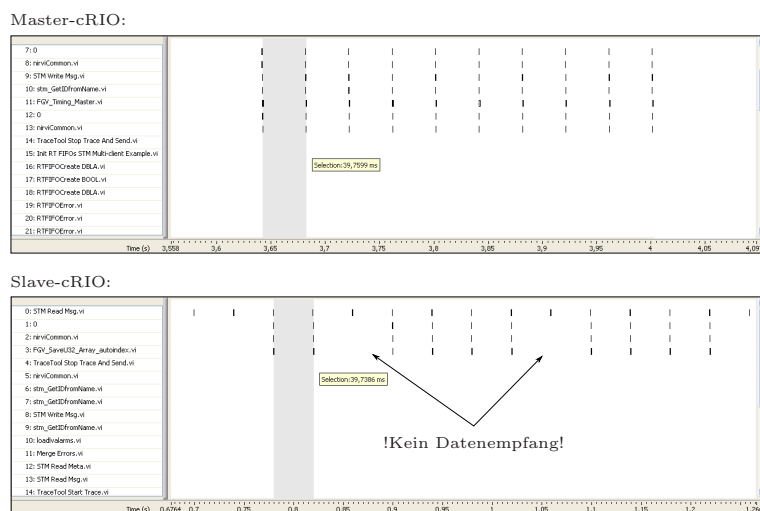 Master-cRIO:
7: 0
8: nirviCommon.vi
9: STM Write Msg.vi
10: stm_GetIDfromName.vi
11: FGV_Timing_Master.vi
12: 0
13: nirviCommon.vi
14: TraceTool Stop Trace And Send.vi
15: Init RT FIFOs STM Multi-client Example.vi
16: RTFIFOCreate DBLA.vi
17: RTFIFOCreate BOOL.vi
18: RTFIFOCreate DBLA.vi
19: RTFIFOError.vi
20: RTFIFOError.vi
21: RTFIFOError.vi
Selection:39,7599 ms
Time (s) 3,558 3,6 3,65 3,7 3,75 3,8 3,85 3,9 3,95 4 4,05 4,09
Slave-cRIO:
0: STM Read Msg.vi
1: 0
2: nirviCommon.vi
3: FGV_SaveU32_Array_autoindex.vi
4: TraceTool Stop Trace And Send.vi
5: nirviCommon.vi
6: stm_GetIDfromName.vi
7: stm_GetIDfromName.vi
8: STM Write Msg.vi
9: stm_GetIDfromName.vi
10: loadlvalarms.vi
11: Merge Errors.vi
12: STM Read Meta.vi
13: STM Read Msg.vi
14: TraceTool Start Trace.vi
Selection:39,7386 ms
!Kein Datenempfang!
Time (s) 0,6764 0,7 0,75 0,8 0,85 0,9 0,95 1 1,05 1,1 1,15 1,2